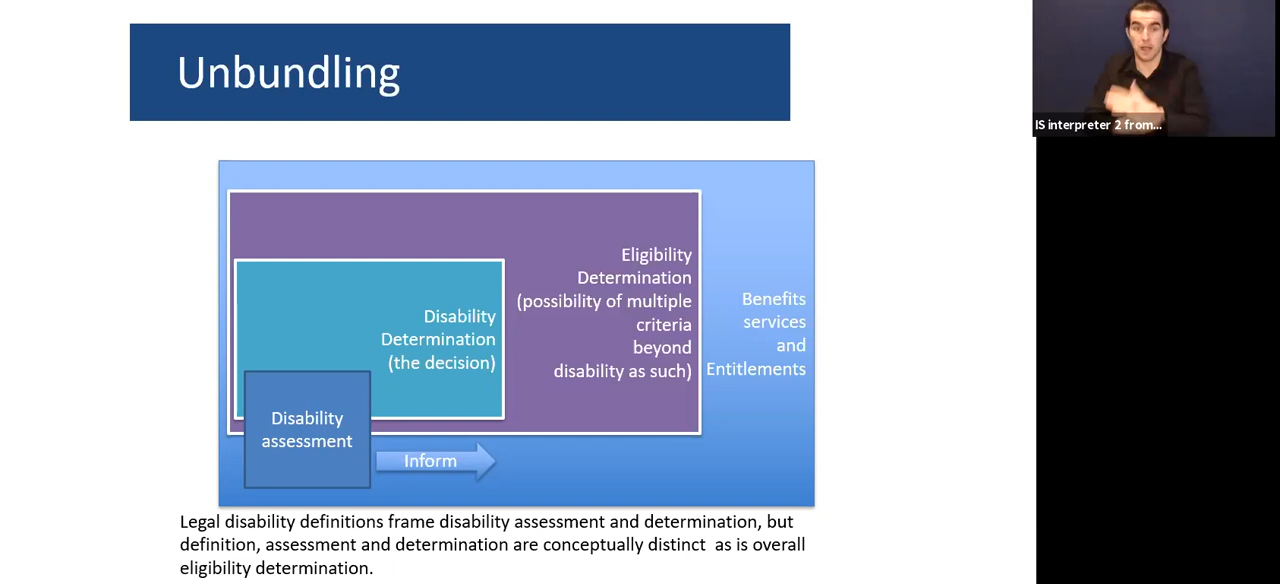 Unbundling
IS interpreter 2 from...
Eligibility
Determination
(possibility of multiple
criteria
beyond
disability as such)
Benefits
services
and
Entitlements
Disability
Determination
(the decision)
Disability
assessment
Inform
Legal disability definitions frame disability assessment and determination, but
definition, assessment and determination are conceptually distinct as is overall
eligibility determination.